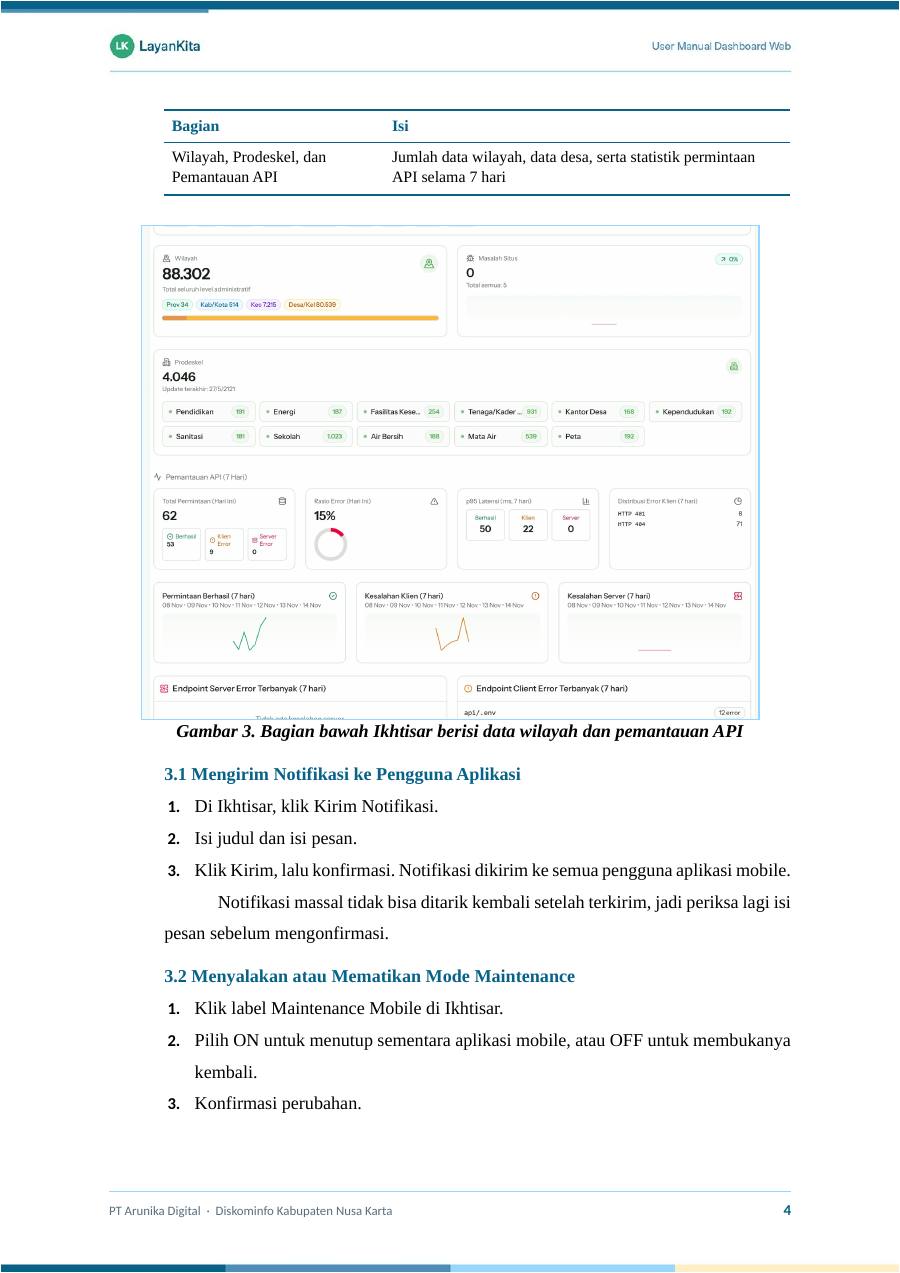 LK LayanKita
User Manual Dashboard Web
Bagian Isi
Wilayah, Prodeskel, dan Jumlah data wilayah, data desa, serta statistik permintaan
Pemantauan API API selama 7 hari
Wilayah
88.302
Total seluruh level administratif
Prov 34 Kab/Kota 514 Kec 7.215 Desa/Kel 80.539
Masalah Situs
0% 
0
Total semua: 5
Prodeskel
4.046
Update terakhir: 27/5/2121
Pendidikan 191 Energi 187 Fasilitas Kese... 254 Tenaga/Kader ... 931 Kantor Desa 168 Kependudukan 192
Sanitasi 181 Sekolah 1.023 Air Bersih 188 Mata Air 539 Peta 192
Pemantauan API (7 Hari)
Total Permintaan (Hari Ini)
62
Berhasil
53
Klien
Error
9
Server
Error
0
Rasio Error (Hari Ini)
15%
p95 Latensi (ms, 7 hari)
Berhasil Klien Server
50 22 0
Distribusi Error Klien (7 hari)
HTTP 401 8
HTTP 404 71
Permintaan Berhasil (7 hari)
08 Nov • 09 Nov • 10 Nov • 11 Nov • 12 Nov • 13 Nov • 14 Nov
Kesalahan Klien (7 hari)
08 Nov • 09 Nov • 10 Nov • 11 Nov • 12 Nov • 13 Nov • 14 Nov
Kesalahan Server (7 hari)
08 Nov • 09 Nov • 10 Nov • 11 Nov • 12 Nov • 13 Nov • 14 Nov
Endpoint Server Error Terbanyak (7 hari)
Tidak ada kesalahan server
Endpoint Client Error Terbanyak (7 hari)
api/.env 12 error
Gambar 3. Bagian bawah Ikhtisar berisi data wilayah dan pemantauan API
3.1 Mengirim Notifikasi ke Pengguna Aplikasi
1. Di Ikhtisar, klik Kirim Notifikasi.
2. Isi judul dan isi pesan.
3. Klik Kirim, lalu konfirmasi. Notifikasi dikirim ke semua pengguna aplikasi mobile.
Notifikasi massal tidak bisa ditarik kembali setelah terkirim, jadi periksa lagi isi
pesan sebelum mengonfirmasi.
3.2 Menyalakan atau Mematikan Mode Maintenance
1. Klik label Maintenance Mobile di Ikhtisar.
2. Pilih ON untuk menutup sementara aplikasi mobile, atau OFF untuk membukanya
kembali.
3. Konfirmasi perubahan.
PT Arunika Digital · Diskominfo Kabupaten Nusa Karta
4